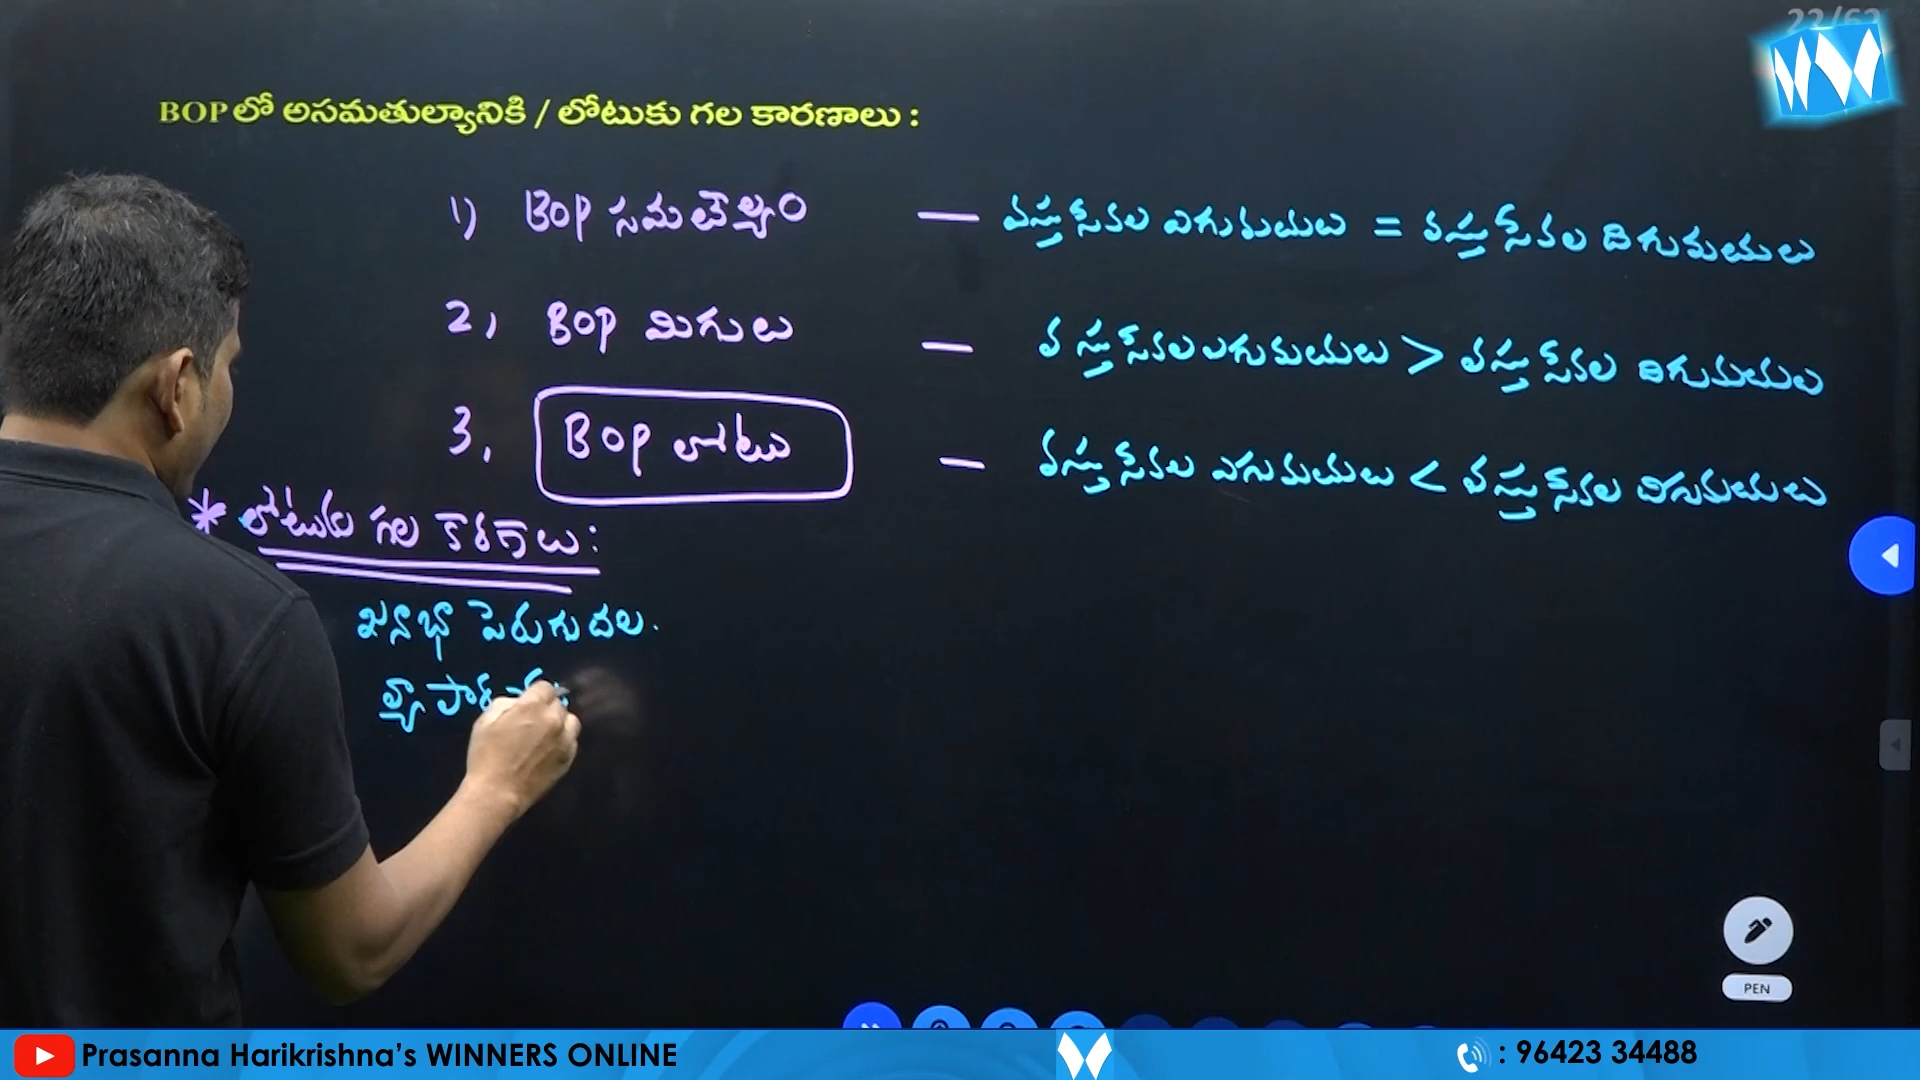 23/62
BOP లో అసమతుల్యానికి / లోటుకు గల కారణాలు :
1) BOP సమతౌల్యం — వస్తుసేవల ఎగుమతులు = వస్తుసేవల దిగుమతులు
2, BOP మిగులు — వస్తుసేవల ఎగుమతులు > వస్తుసేవల దిగుమతులు
3, BOP లోటు — వస్తుసేవల ఎగుమతులు < వస్తుసేవల దిగుమతులు
* లోటుకు గల కారణాలు :
జనాభా పెరుగుదల.
వ్యాపార
PEN
Prasanna Harikrishna's WINNERS ONLINE
: 96423 34488